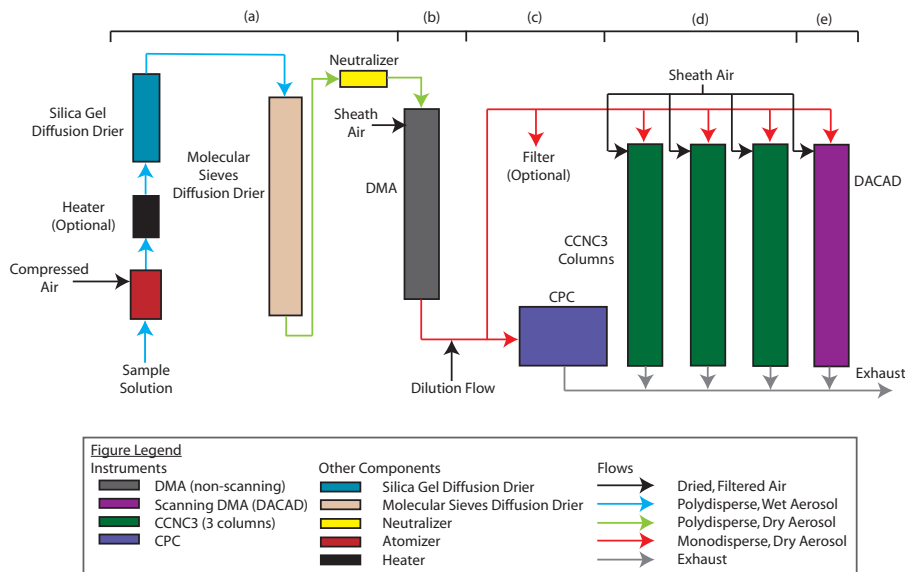 (a)
(b)
(c)
(d)
(e)
Neutralizer
Silica Gel
Diffusion Drier
Molecular
Sieves
Diffusion Drier
Sheath
Air
DMA
Sheath Air
Filter
(Optional)
DACAD
Heater
(Optional)
CCNC3
Columns
Compressed
Air
CPC
Sample
Solution
Dilution Flow
Exhaust
Figure Legend
Instruments
DMA (non-scanning)
Scanning DMA (DACAD)
CCNC3 (3 columns)
CPC
Other Components
Silica Gel Diffusion Drier
Molecular Sieves Diffusion Drier
Neutralizer
Atomizer
Heater
Flows
Dried, Filtered Air
Polydisperse, Wet Aerosol
Polydisperse, Dry Aerosol
Monodisperse, Dry Aerosol
Exhaust